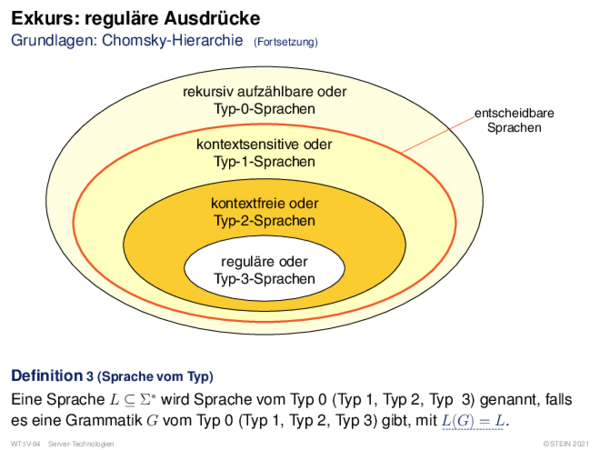 Exkurs: reguläre Ausdrücke
Grundlagen: Chomsky-Hierarchie (Fortsetzung)
rekursiv aufzählbare oder
Typ-0-Sprachen
entscheidbare
Sprachen
kontextsensitive oder
Typ-1-Sprachen
kontextfreie oder
Typ-2-Sprachen
reguläre oder
Typ-3-Sprachen
Definition 3 (Sprache vom Typ)
Eine Sprache L ⊆ Σ* wird Sprache vom Typ 0 (Typ 1, Typ 2, Typ 3) genannt, falls
es eine Grammatik G vom Typ 0 (Typ 1, Typ 2, Typ 3) gibt, mit L(G) = L.
WT:IV-84 Server-Technologien ©STEIN 2021